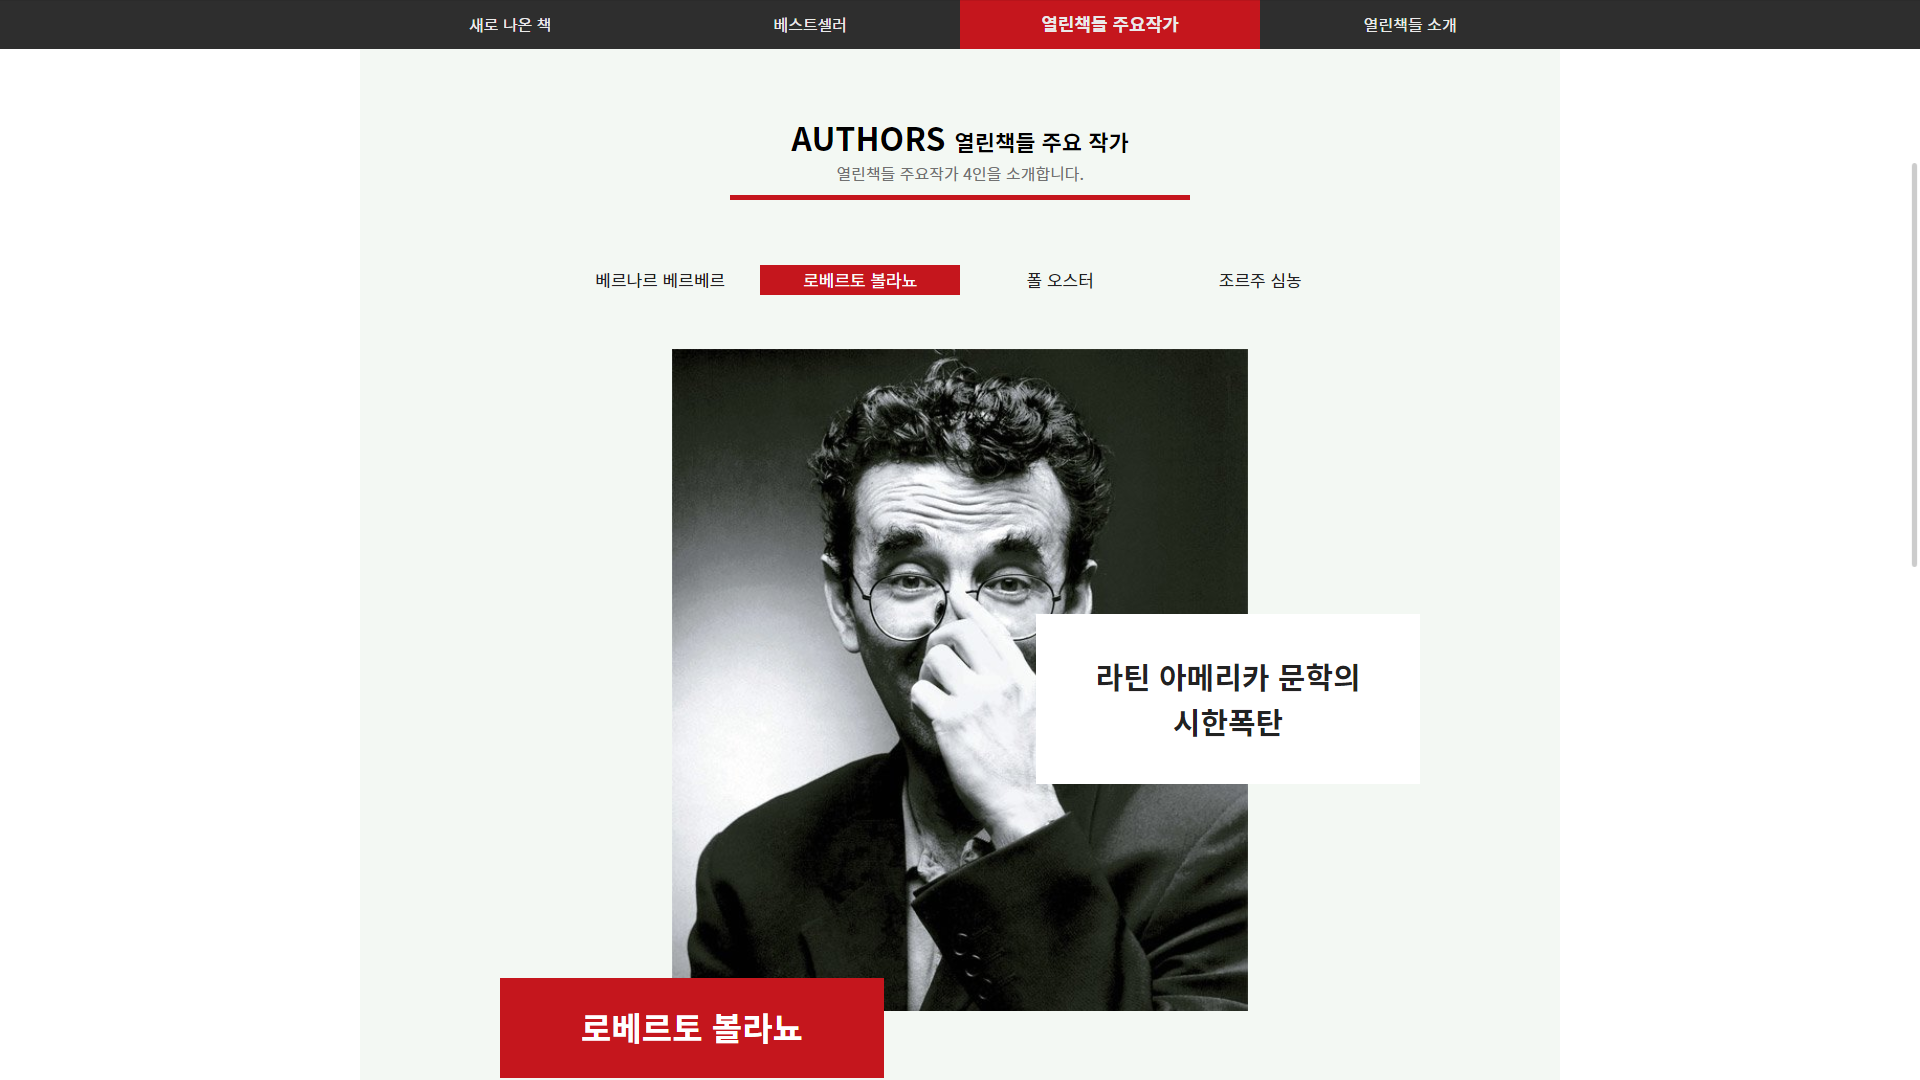 새로 나온 책
베스트셀러
열린책들 주요작가
열린책들 소개
AUTHORS 열린책들 주요 작가
열린책들 주요작가 4인을 소개합니다.
베르나르 베르베르
로베르토 볼라뇨
폴 오스터
조르주 심농
라틴 아메리카 문학의
시한폭탄
로베르토 볼라뇨